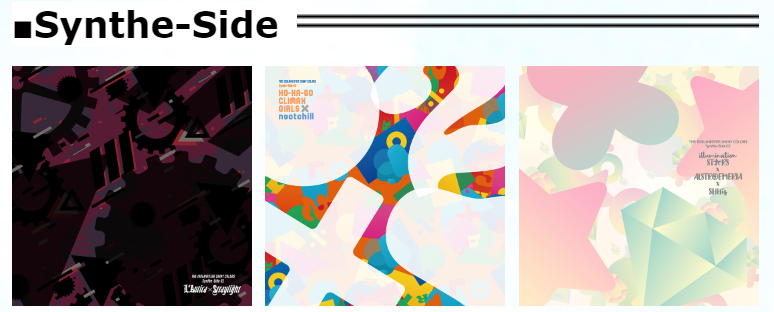 ■Synthe-Side
THE IDOLM@STER SHINY COLORS
Synthe-Side 01
L'Antica × Straylight
THE IDOLM@STER SHINY COLORS
Synthe-Side 02
HO-KA-GO
CLIMAX
GIRLS ×
noctchill
THE IDOLM@STER SHINY COLORS
Synthe-Side 03
illumination
STARS
×
ALSTROEMERIA
×
SHHis